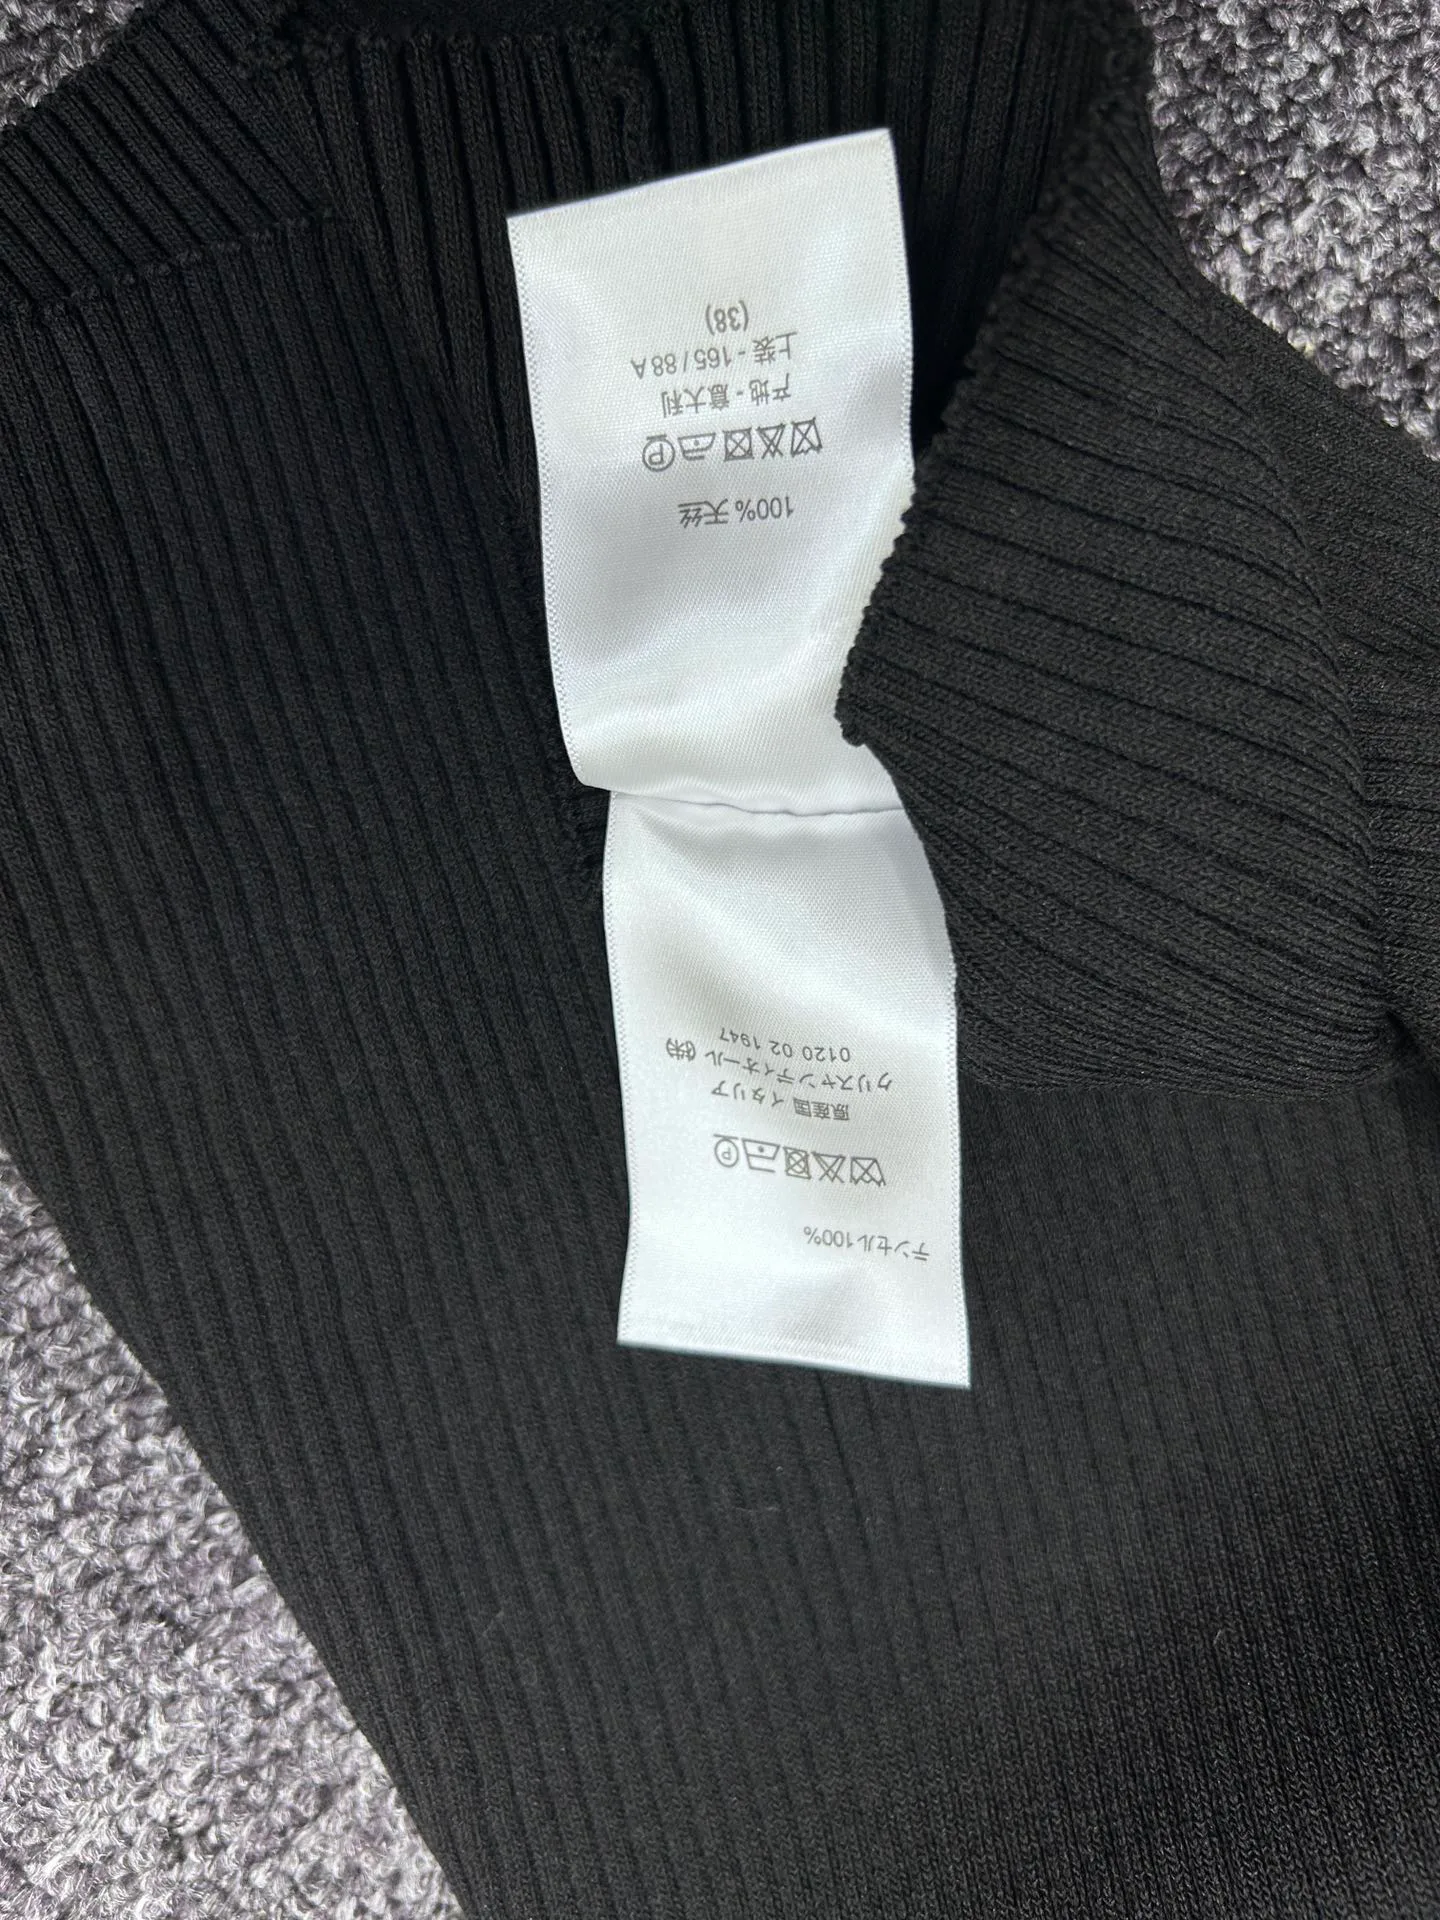 テンセル100%
原産国 イタリア
クリスチャンディオール ㈱
0120 02 1947
100% 天丝
产地 - 意大利
上装 - 165 / 88 A
(38)